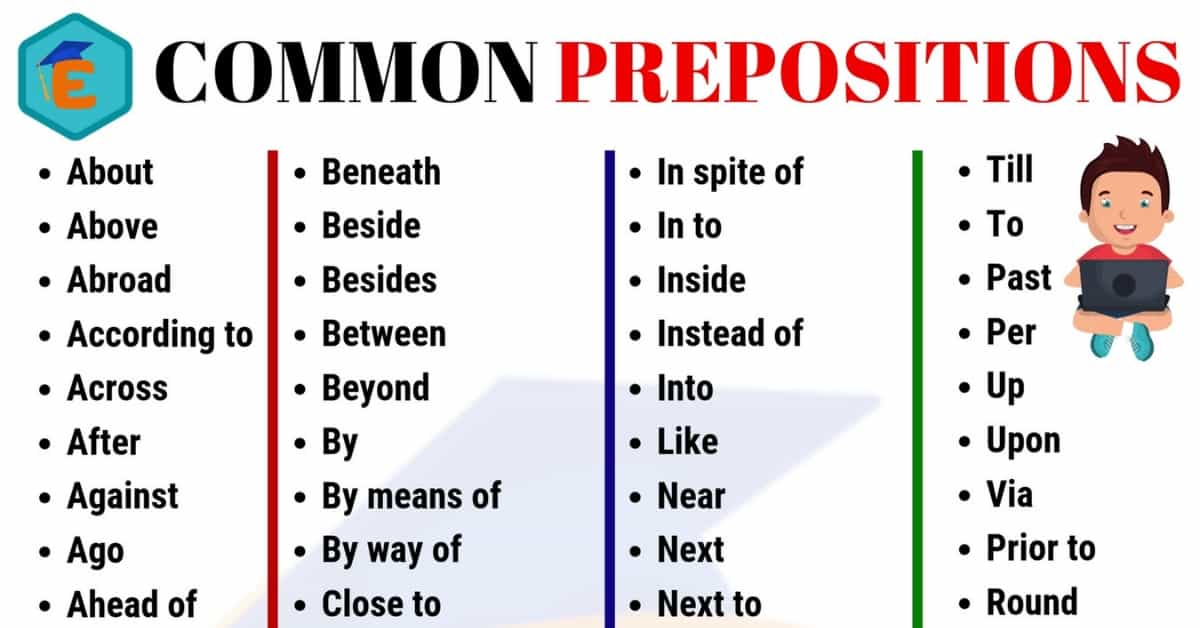 E
COMMON PREPOSITIONS
About
Above
Abroad
According to
Across
After
Against
Ago
Ahead of
Beneath
Beside
Besides
Between
Beyond
By
By means of
By way of
Close to
In spite of
In to
Inside
Instead of
Into
Like
Near
Next
Next to
Till
To
Past
Per
Up
Upon
Via
Prior to
Round